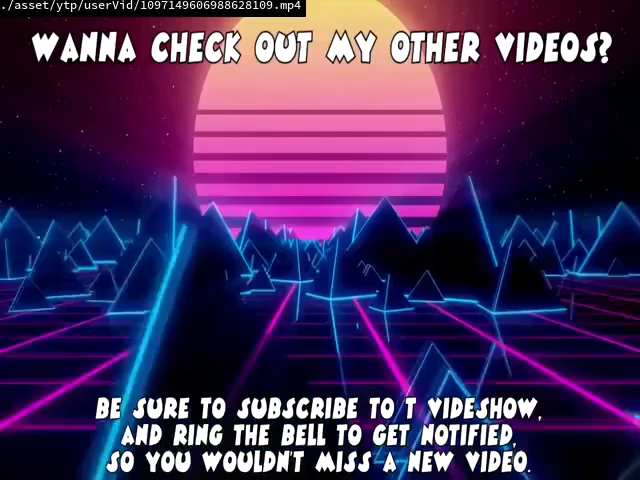 ./asset/ytp/userVid/1097149606988628109.mp4
WANNA CHECK OUT MY OTHER VIDEOS?
BE SURE TO SUBSCRIBE TO T VIDESHOW,
AND RING THE BELL TO GET NOTIFIED,
SO YOU WOULDN'T MISS A NEW VIDEO.